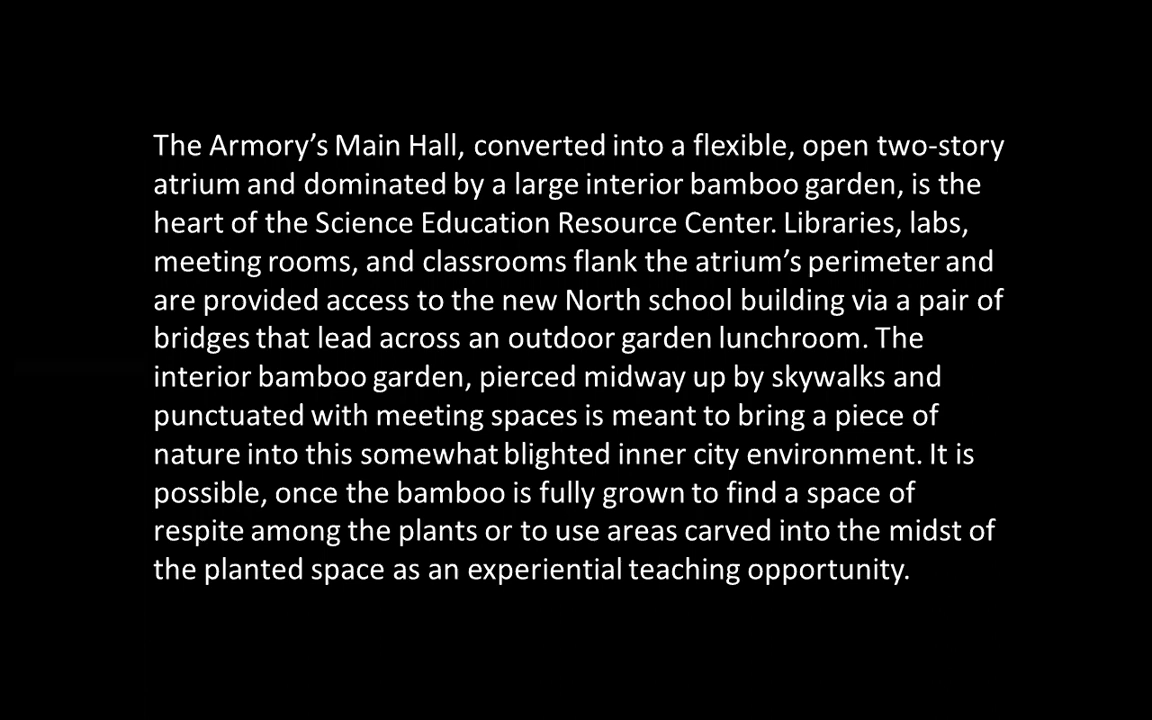 The Armory’s Main Hall, converted into a flexible, open two-story
atrium and dominated by a large interior bamboo garden, is the
heart of the Science Education Resource Center. Libraries, labs,
meeting rooms, and classrooms flank the atrium’s perimeter and
are provided access to the new North school building via a pair of
bridges that lead across an outdoor garden lunchroom. The
interior bamboo garden, pierced midway up by skywalks and
punctuated with meeting spaces is meant to bring a piece of
nature into this somewhat blighted inner city environment. It is
possible, once the bamboo is fully grown to find a space of
respite among the plants or to use areas carved into the midst of
the planted space as an experiential teaching opportunity.